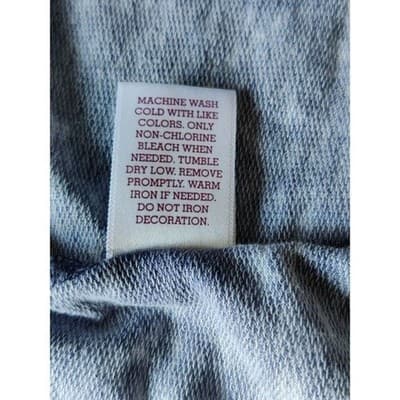 MACHINE WASH
COLD WITH LIKE
COLORS. ONLY
NON-CHLORINE
BLEACH WHEN
NEEDED. TUMBLE
DRY LOW. REMOVE
PROMPTLY. WARM
IRON IF NEEDED.
DO NOT IRON
DECORATION.